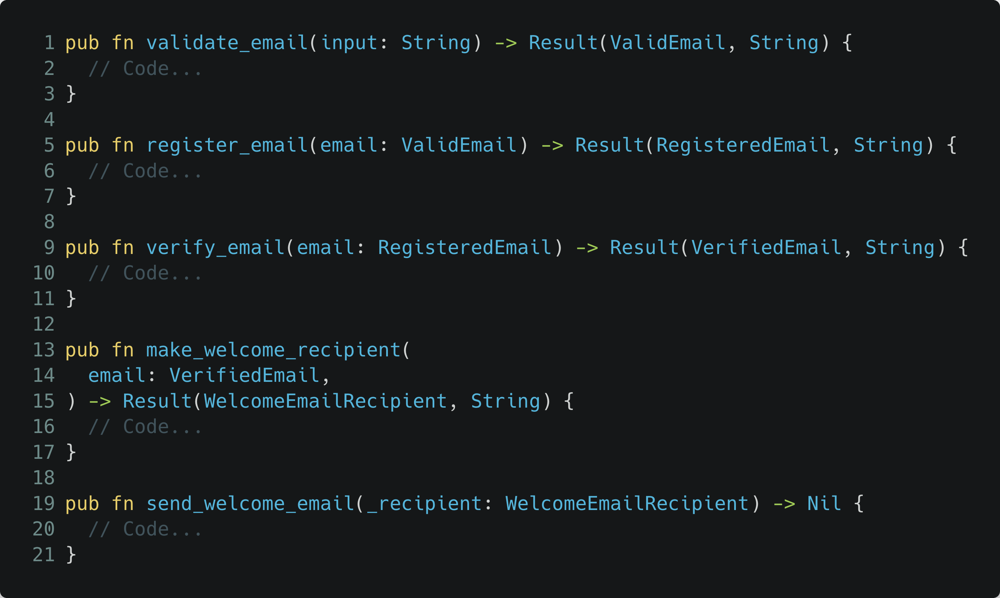 1 pub fn validate_email(input: String) -> Result(ValidEmail, String) {
2   // Code...
3 }
4
5 pub fn register_email(email: ValidEmail) -> Result(RegisteredEmail, String) {
6   // Code...
7 }
8
9 pub fn verify_email(email: RegisteredEmail) -> Result(VerifiedEmail, String) {
10   // Code...
11 }
12
13 pub fn make_welcome_recipient(
14   email: VerifiedEmail,
15 ) -> Result(WelcomeEmailRecipient, String) {
16   // Code...
17 }
18
19 pub fn send_welcome_email(_recipient: WelcomeEmailRecipient) -> Nil {
20   // Code...
21 }